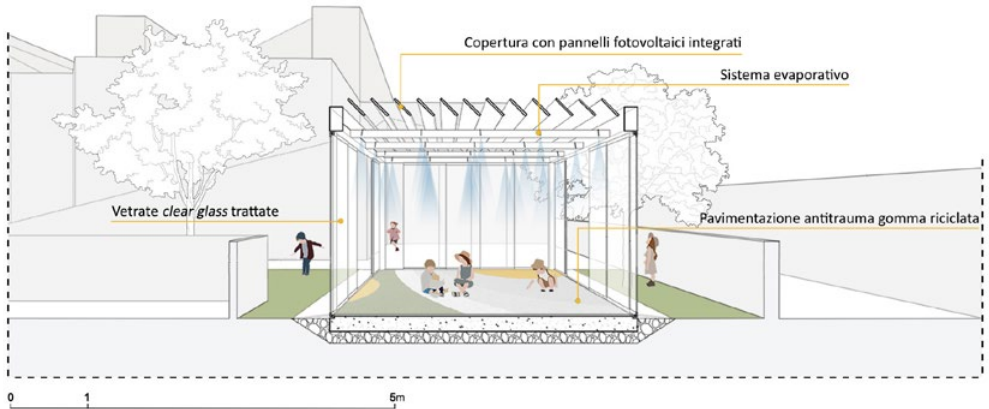 Copertura con pannelli fotovoltaici integrati
Sistema evaporativo
Vetrate clear glass trattate
Pavimentazione antitrauma gomma riciclata
0 1 5m